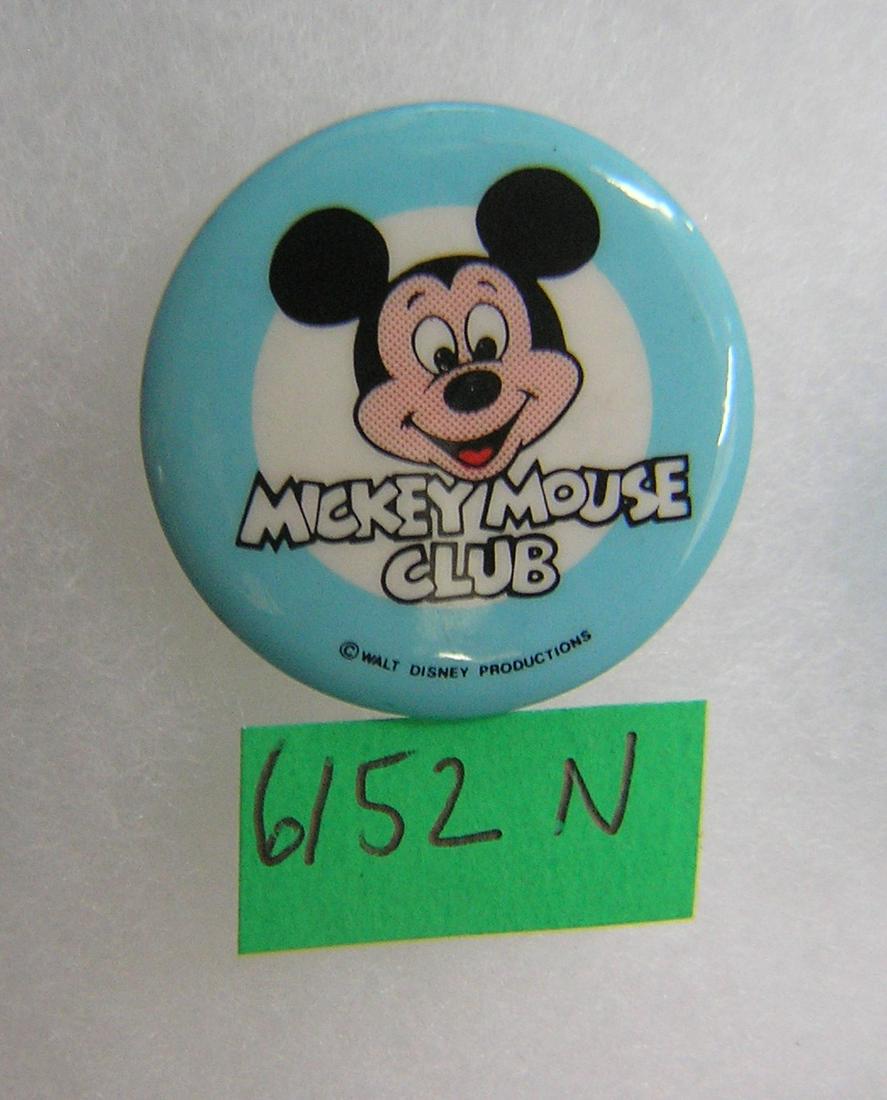 MICKEY MOUSE
CLUB
© WALT DISNEY PRODUCTIONS
6152 N